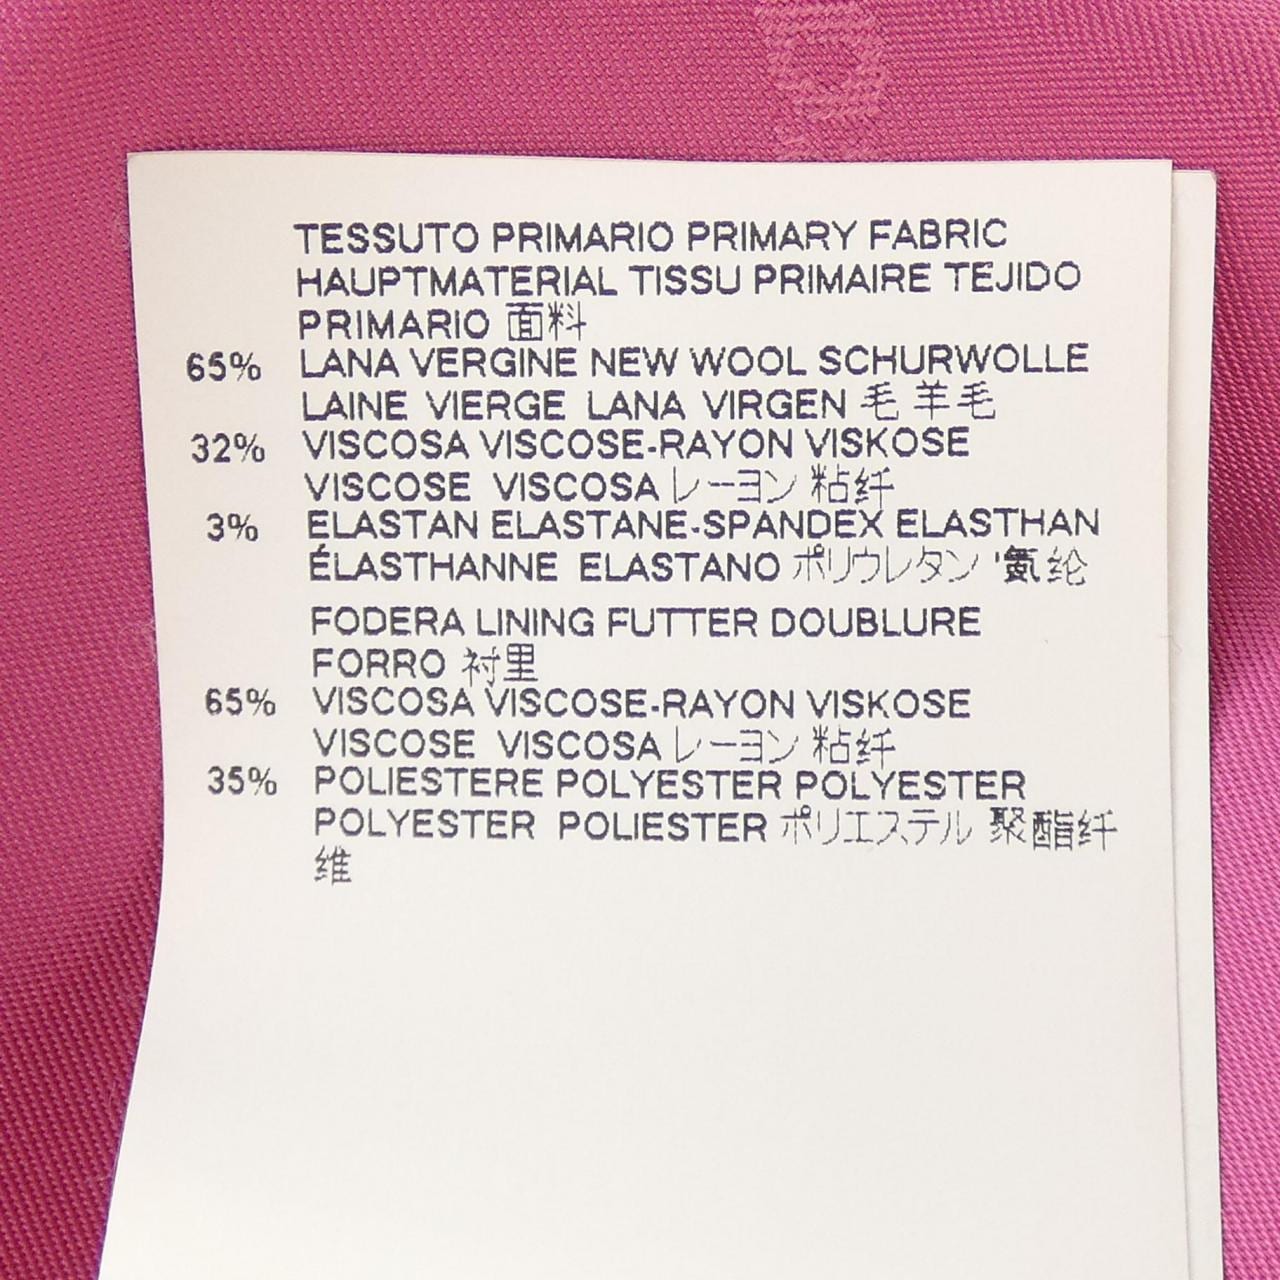 TESSUTO PRIMARIO PRIMARY FABRIC
HAUPTMATERIAL TISSU PRIMAIRE TEJIDO
PRIMARIO 面料
65% LANA VERGINE NEW WOOL SCHURWOLLE
LAINE VIERGE LANA VIRGEN 毛 羊毛
32% VISCOSA VISCOSE-RAYON VISKOSE
VISCOSE VISCOSA レーヨン 粘纤
3% ELASTAN ELASTANE-SPANDEX ELASTHAN
ÉLASTHANNE ELASTANO ポリウレタン '氨纶
FODERA LINING FUTTER DOUBLURE
FORRO 衬里
65% VISCOSA VISCOSE-RAYON VISKOSE
VISCOSE VISCOSA レーヨン 粘纤
35% POLIESTERE POLYESTER POLYESTER
POLYESTER POLIESTER ポリエステル 聚酯纤
维